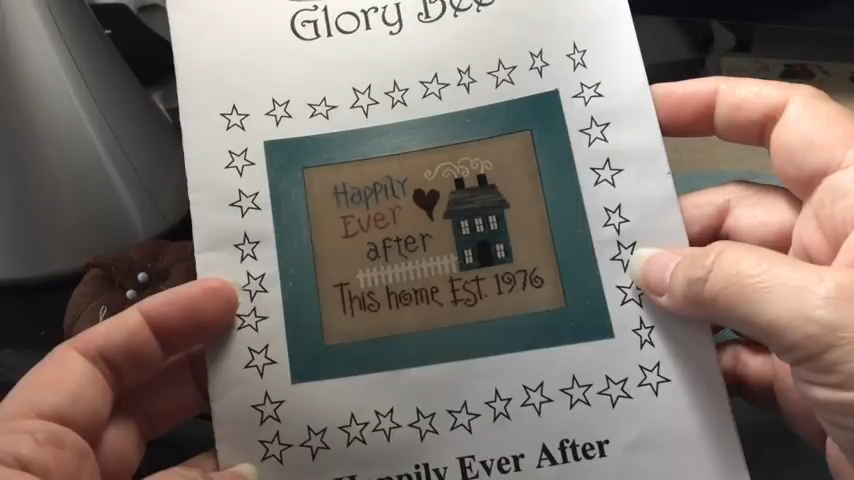 Glory Bee
Happily
Ever
after
This home Est. 1976
Happily Ever After